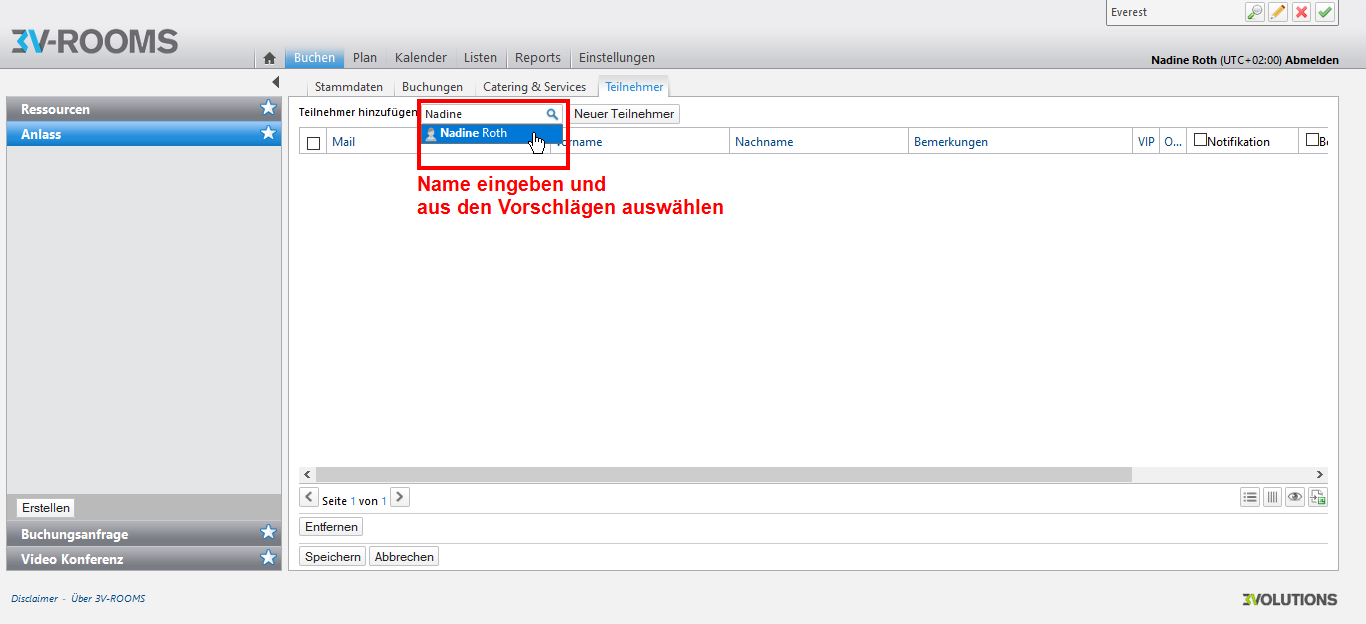 Everest
3V-ROOMS
Buchen Plan Kalender Listen Reports Einstellungen
Nadine Roth (UTC+02:00) Abmelden
Stammdaten Buchungen Catering & Services Teilnehmer
Ressourcen
Anlass
Teilnehmer hinzufügen Nadine Neuer Teilnehmer
Nadine Roth
Mail Vorname Nachname Bemerkungen VIP O... Notifikation
Name eingeben und
aus den Vorschlägen auswählen
Seite 1 von 1
Erstellen
Entfernen
Buchungsanfrage
Video Konferenz
Speichern Abbrechen
Disclaimer - Über 3V-ROOMS
3VOLUTIONS